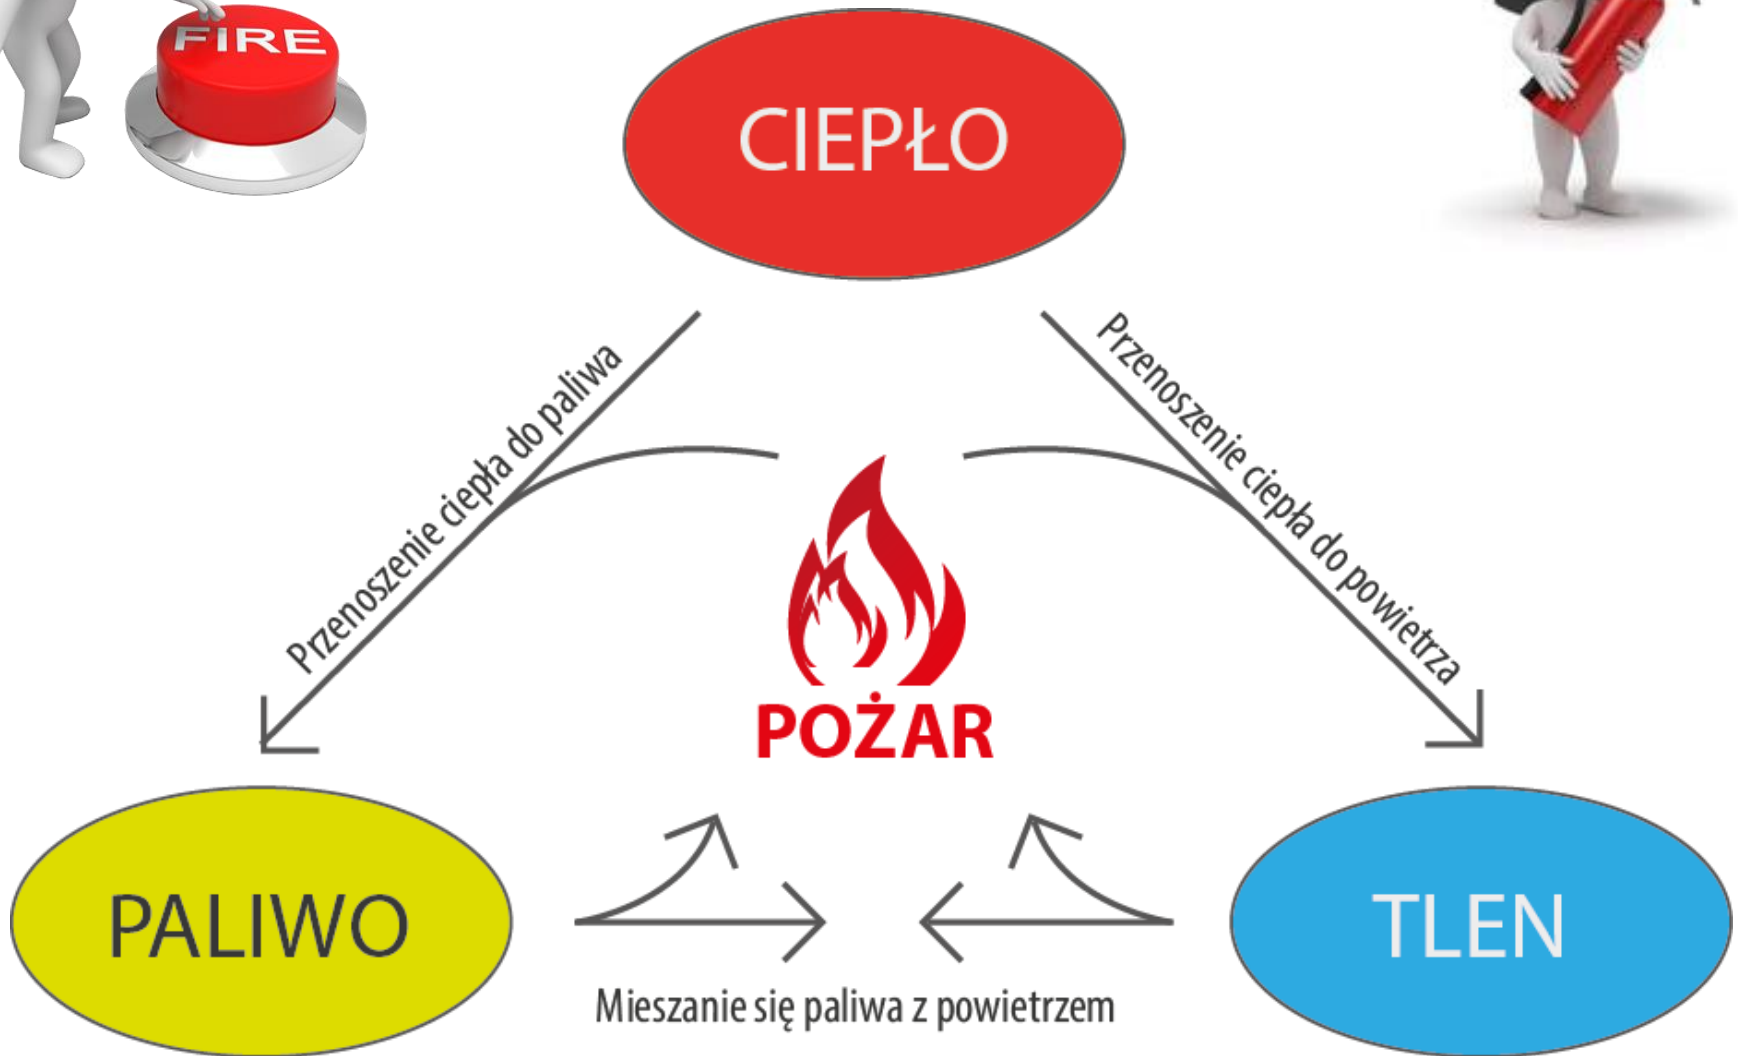 FIRE
CIEPŁO
Przenoszenie ciepła do paliwa
Przenoszenie ciepła do powietrza
POŻAR
PALIWO
TLEN
Mieszanie się paliwa z powietrzem